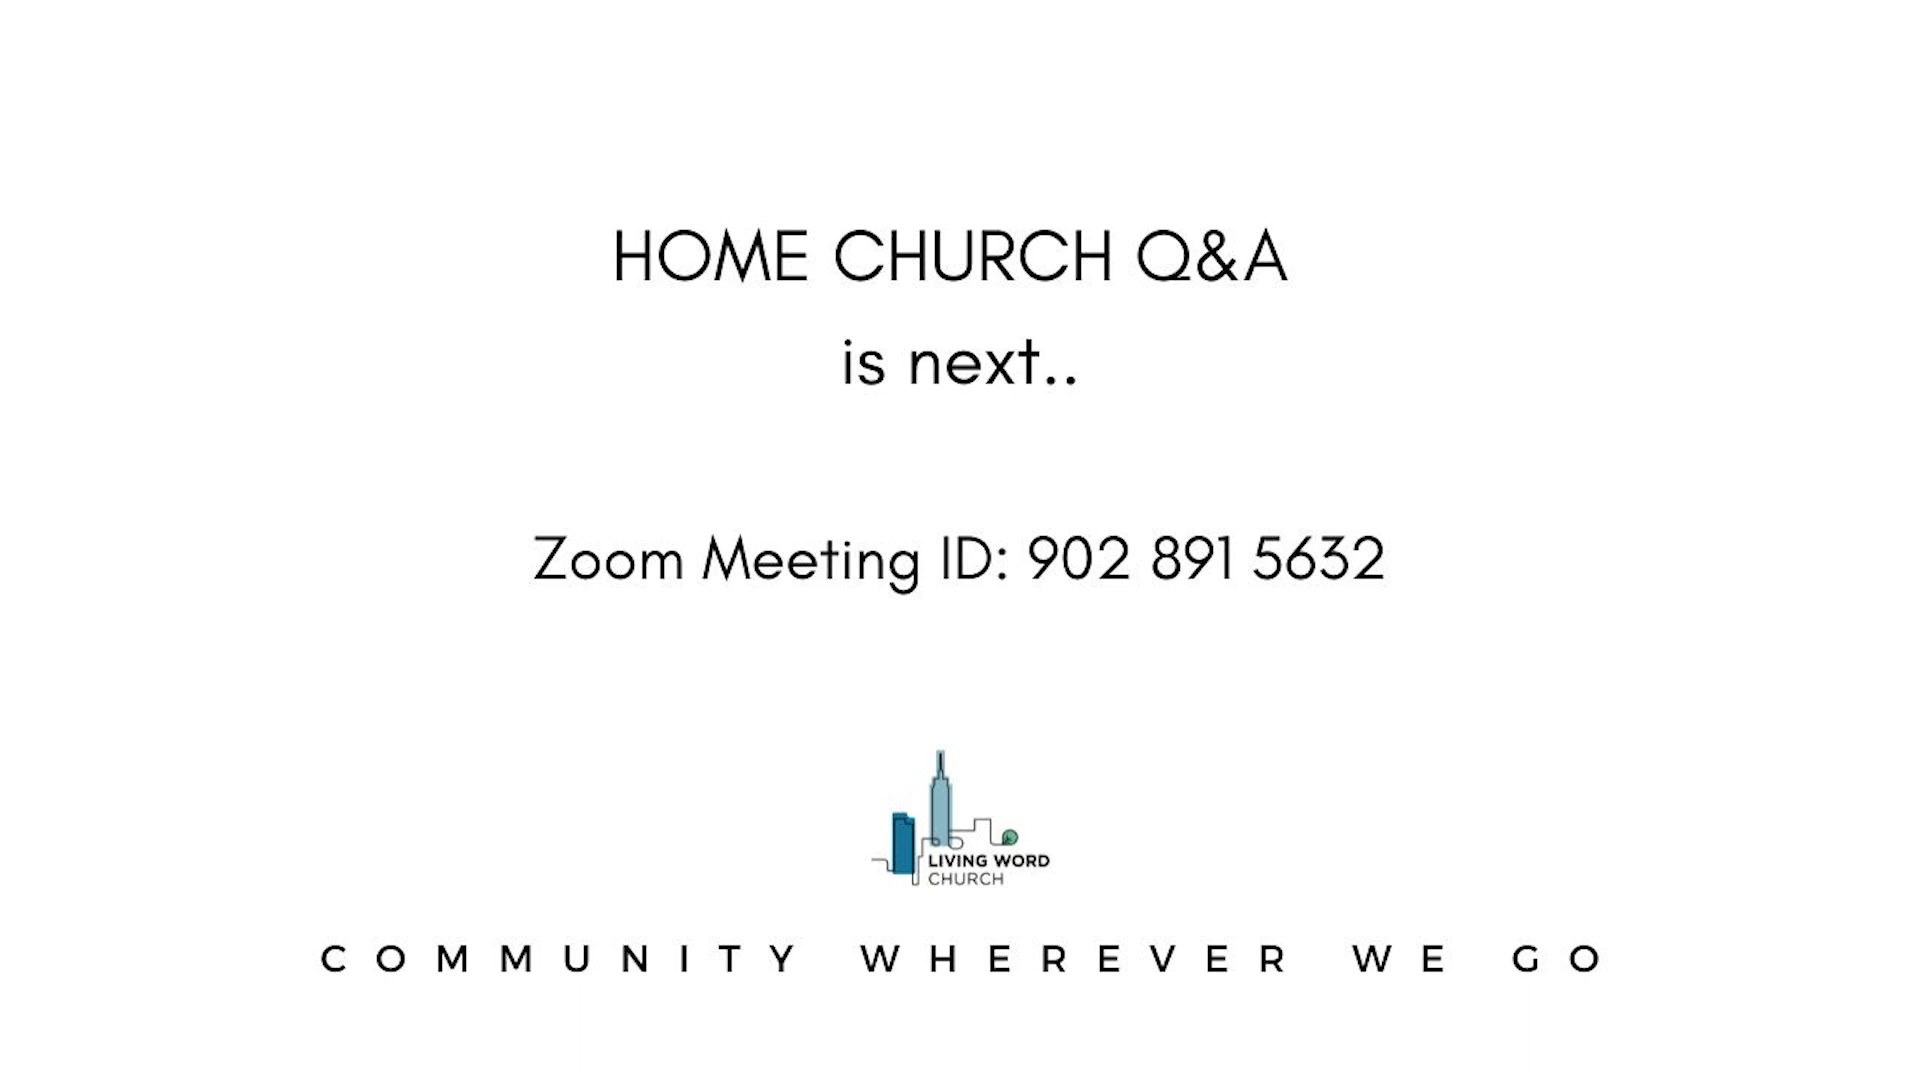 HOME CHURCH Q&A
is next..
Zoom Meeting ID: 902 891 5632
LIVING WORD
CHURCH
COMMUNITY WHEREVER WE GO